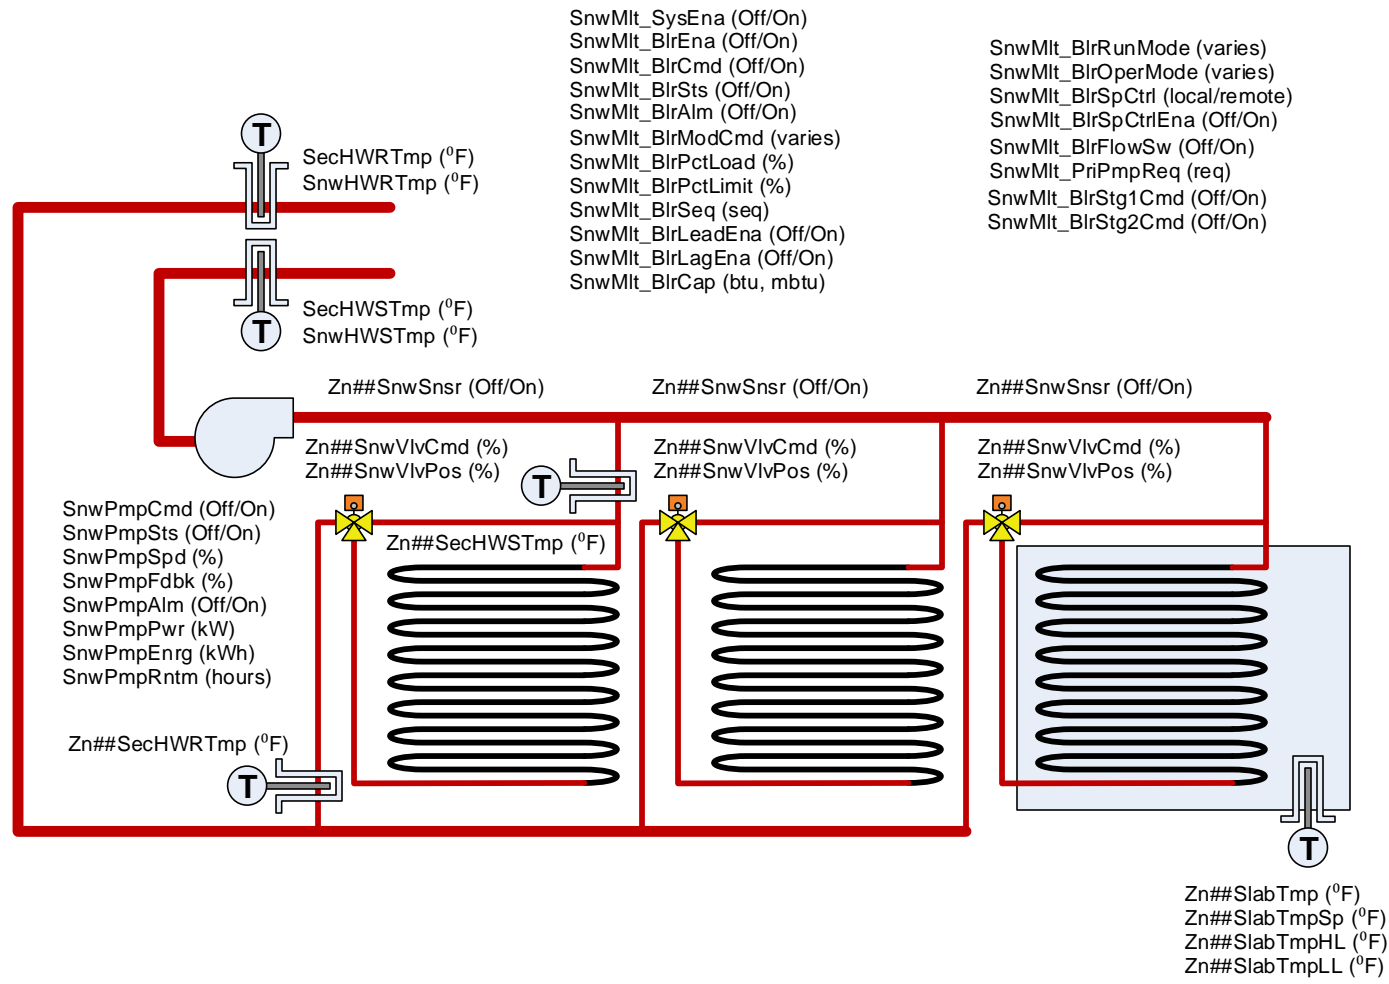 SnwMlt_SysEna (Off/On)
SnwMlt_BlrEna (Off/On)
SnwMlt_BlrCmd (Off/On)
SnwMlt_BlrSts (Off/On)
SnwMlt_BlrAlm (Off/On)
SnwMlt_BlrModCmd (varies)
SnwMlt_BlrPctLoad (%)
SnwMlt_BlrPctLimit (%)
SnwMlt_BlrSeq (seq)
SnwMlt_BlrLeadEna (Off/On)
SnwMlt_BlrLagEna (Off/On)
SnwMlt_BlrCap (btu, mbtu)
SnwMlt_BlrRunMode (varies)
SnwMlt_BlrOperMode (varies)
SnwMlt_BlrSpCtrl (local/remote)
SnwMlt_BlrSpCtrlEna (Off/On)
SnwMlt_BlrFlowSw (Off/On)
SnwMlt_PriPmpReq (req)
SnwMlt_BlrStg1Cmd (Off/On)
SnwMlt_BlrStg2Cmd (Off/On)
T
SecHWRTmp (⁰F)
SnwHWRTmp (⁰F)
SecHWSTmp (⁰F)
SnwHWSTmp (⁰F)
T
Zn##SnwSnsr (Off/On)
Zn##SnwSnsr (Off/On)
Zn##SnwSnsr (Off/On)
Zn##SnwVlvCmd (%)
Zn##SnwVlvPos (%)
Zn##SnwVlvCmd (%)
Zn##SnwVlvPos (%)
Zn##SnwVlvCmd (%)
Zn##SnwVlvPos (%)
T
Zn##SecHWSTmp (⁰F)
SnwPmpCmd (Off/On)
SnwPmpSts (Off/On)
SnwPmpSpd (%)
SnwPmpFdbk (%)
SnwPmpAlm (Off/On)
SnwPmpPwr (kW)
SnwPmpEnrg (kWh)
SnwPmpRntm (hours)
Zn##SecHWRTmp (⁰F)
T
T
Zn##SlabTmp (⁰F)
Zn##SlabTmpSp (⁰F)
Zn##SlabTmpHL (⁰F)
Zn##SlabTmpLL (⁰F)